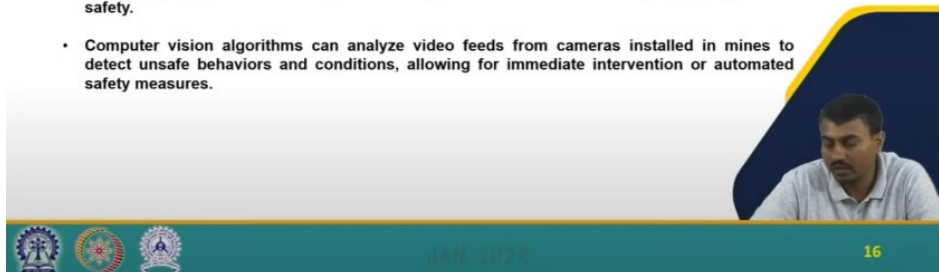 safety.
• Computer vision algorithms can analyze video feeds from cameras installed in mines to
detect unsafe behaviors and conditions, allowing for immediate intervention or automated
safety measures.
JAN 2024
16